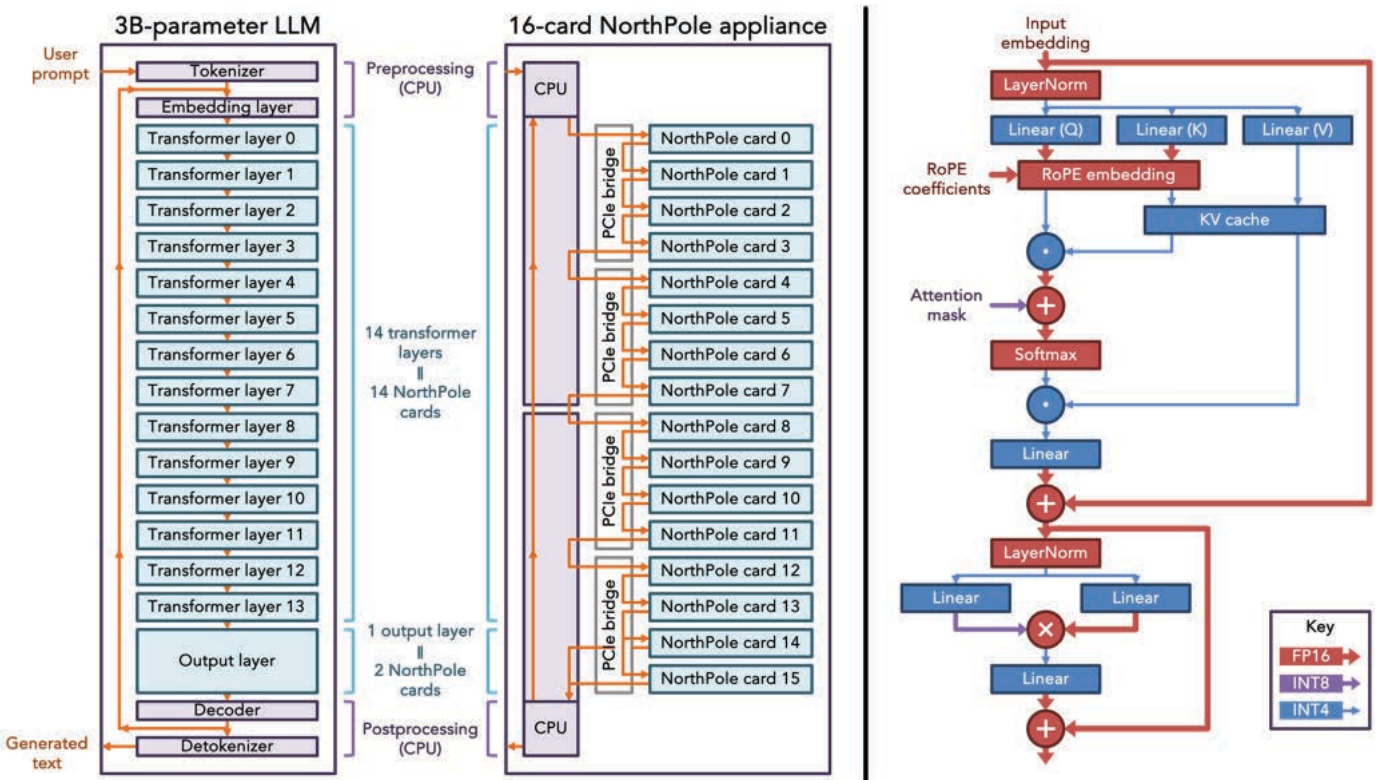 3B-parameter LLM
User
prompt
Tokenizer
Embedding layer
Transformer layer 0
Transformer layer 1
Transformer layer 2
Transformer layer 3
Transformer layer 4
Transformer layer 5
Transformer layer 6
Transformer layer 7
Transformer layer 8
Transformer layer 9
Transformer layer 10
Transformer layer 11
Transformer layer 12
Transformer layer 13
Output layer
Decoder
Detokenizer
Generated
text
Preprocessing
(CPU)
14 transformer
layers
=
14 NorthPole
cards
1 output layer
=
2 NorthPole
cards
Postprocessing
(CPU)
16-card NorthPole appliance
CPU
PCIe bridge
PCIe bridge
PCIe bridge
PCIe bridge
NorthPole card 0
NorthPole card 1
NorthPole card 2
NorthPole card 3
NorthPole card 4
NorthPole card 5
NorthPole card 6
NorthPole card 7
NorthPole card 8
NorthPole card 9
NorthPole card 10
NorthPole card 11
NorthPole card 12
NorthPole card 13
NorthPole card 14
NorthPole card 15
CPU
Input
embedding
LayerNorm
Linear (Q)
Linear (K)
Linear (V)
RoPE
coefficients
RoPE embedding
KV cache
·
Attention
mask
+
Softmax
·
Linear
+
LayerNorm
Linear
Linear
×
Linear
+
Key
FP16
INT8
INT4